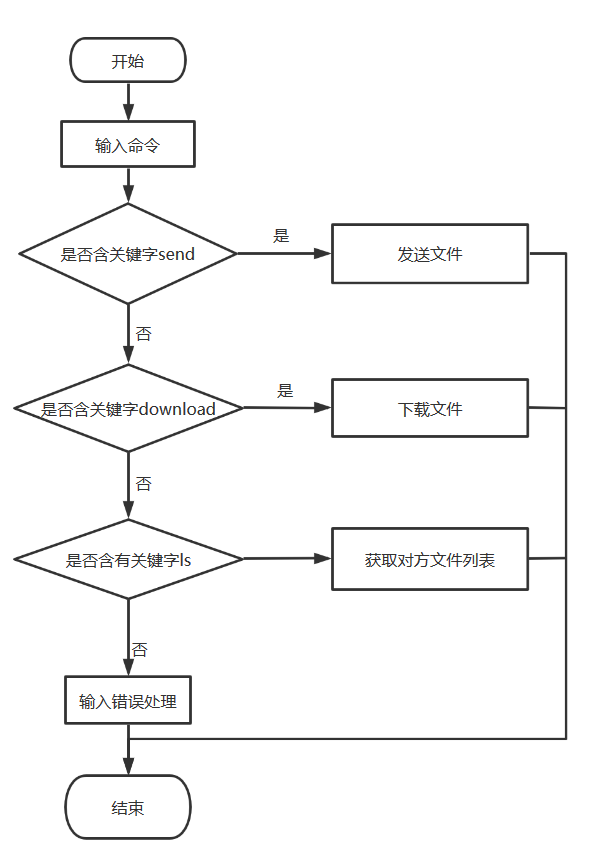 开始
输入命令
是否含关键字send
是
发送文件
否
是否含关键字download
是
下载文件
否
是否含有关键字ls
获取对方文件列表
否
输入错误处理
结束